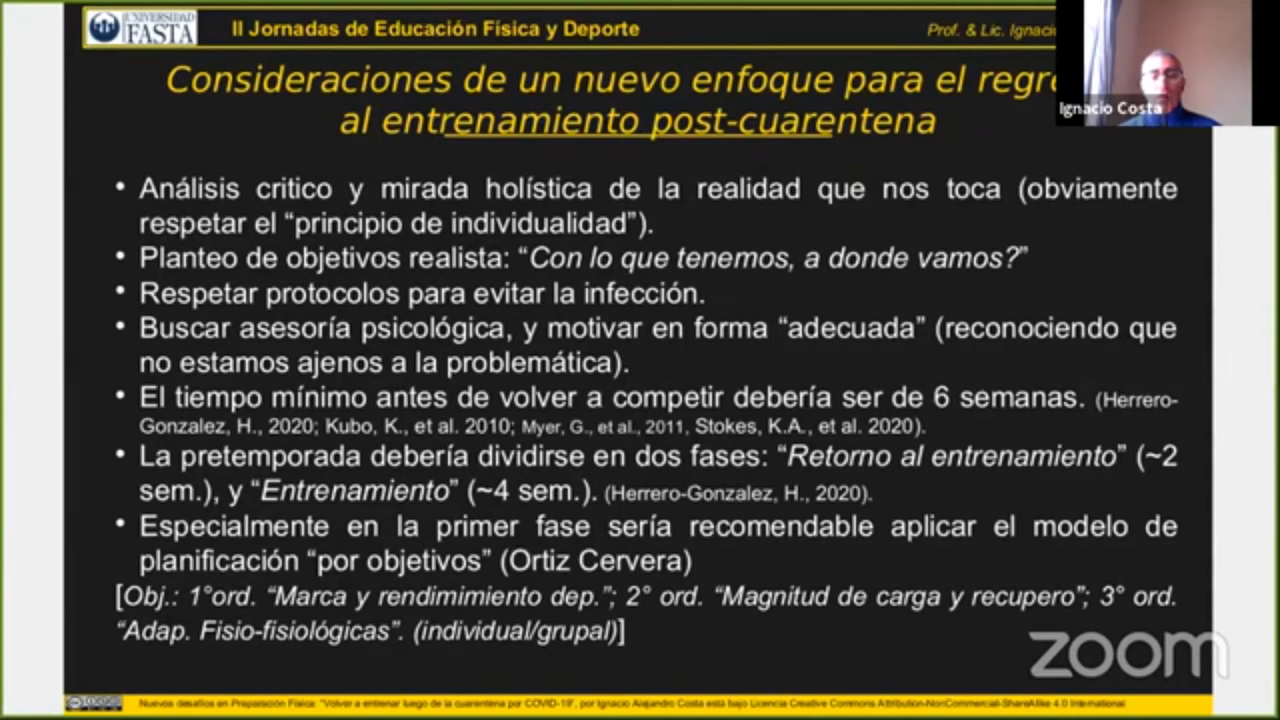 UNIVERSIDAD
FASTA
II Jornadas de Educación Física y Deporte
Prof. & Lic. Ignacio
Ignacio Costa
Consideraciones de un nuevo enfoque para el regre
al entrenamiento post-cuarentena
• Análisis critico y mirada holística de la realidad que nos toca (obviamente
respetar el “principio de individualidad”).
• Planteo de objetivos realista: “Con lo que tenemos, a donde vamos?”
• Respetar protocolos para evitar la infección.
• Buscar asesoría psicológica, y motivar en forma “adecuada” (reconociendo que
no estamos ajenos a la problemática).
• El tiempo mínimo antes de volver a competir debería ser de 6 semanas. (Herrero-
Gonzalez, H., 2020; Kubo, K., et al. 2010; Myer, G., et al., 2011, Stokes, K.A., et al. 2020).
• La pretemporada debería dividirse en dos fases: “Retorno al entrenamiento” (~2
sem.), y “Entrenamiento” (~4 sem.). (Herrero-Gonzalez, H., 2020).
• Especialmente en la primer fase sería recomendable aplicar el modelo de
planificación “por objetivos” (Ortiz Cervera)
[Obj.: 1°ord. “Marca y rendimimiento dep.”; 2° ord. “Magnitud de carga y recupero”; 3° ord.
“Adap. Fisio-fisiológicas”. (individual/grupal)]
zoom
Nuevos desafíos en Preparación Física: “Volver a entrenar luego de la cuarentena por COVID-19”, por Ignacio Alejandro Costa está bajo Licencia Creative Commons Attribution-NonCommercial-ShareAlike 4.0 International